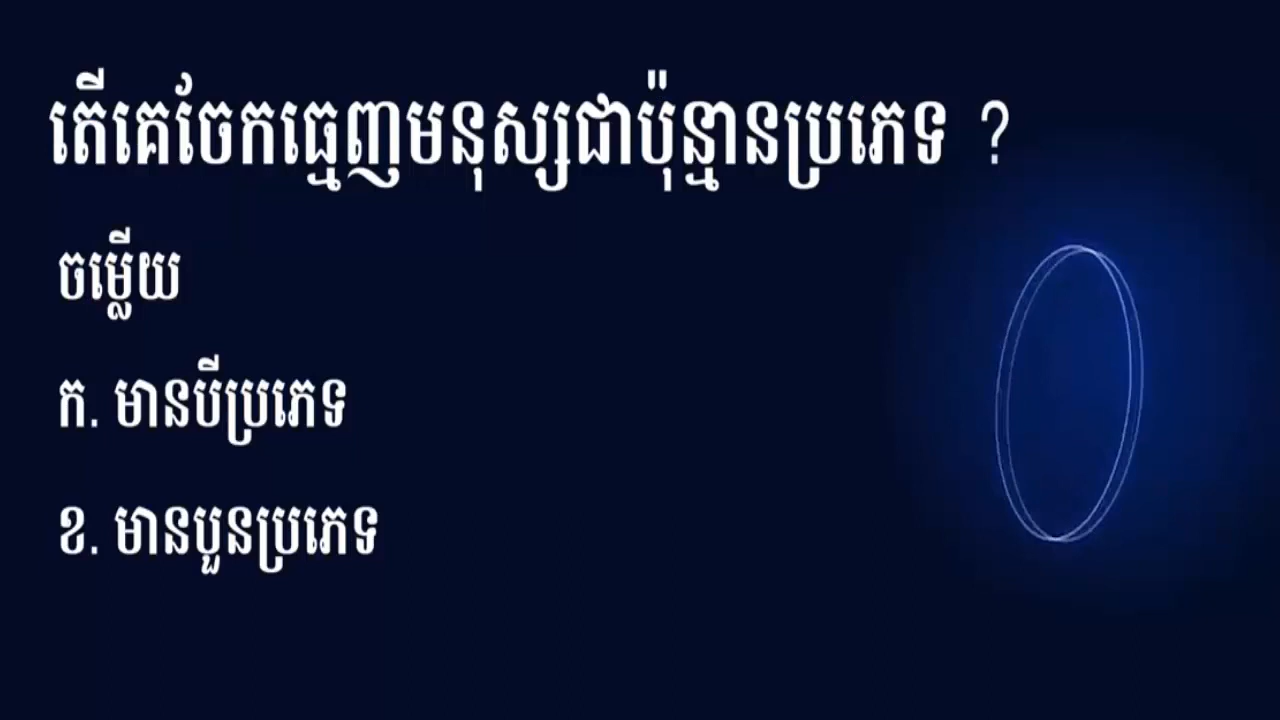 តើគេចែកធ្មេញមនុស្សជាប៉ុន្មានប្រភេទ ?
ចម្លើយ
ក. មានបីប្រភេទ
ខ. មានបួនប្រភេទ